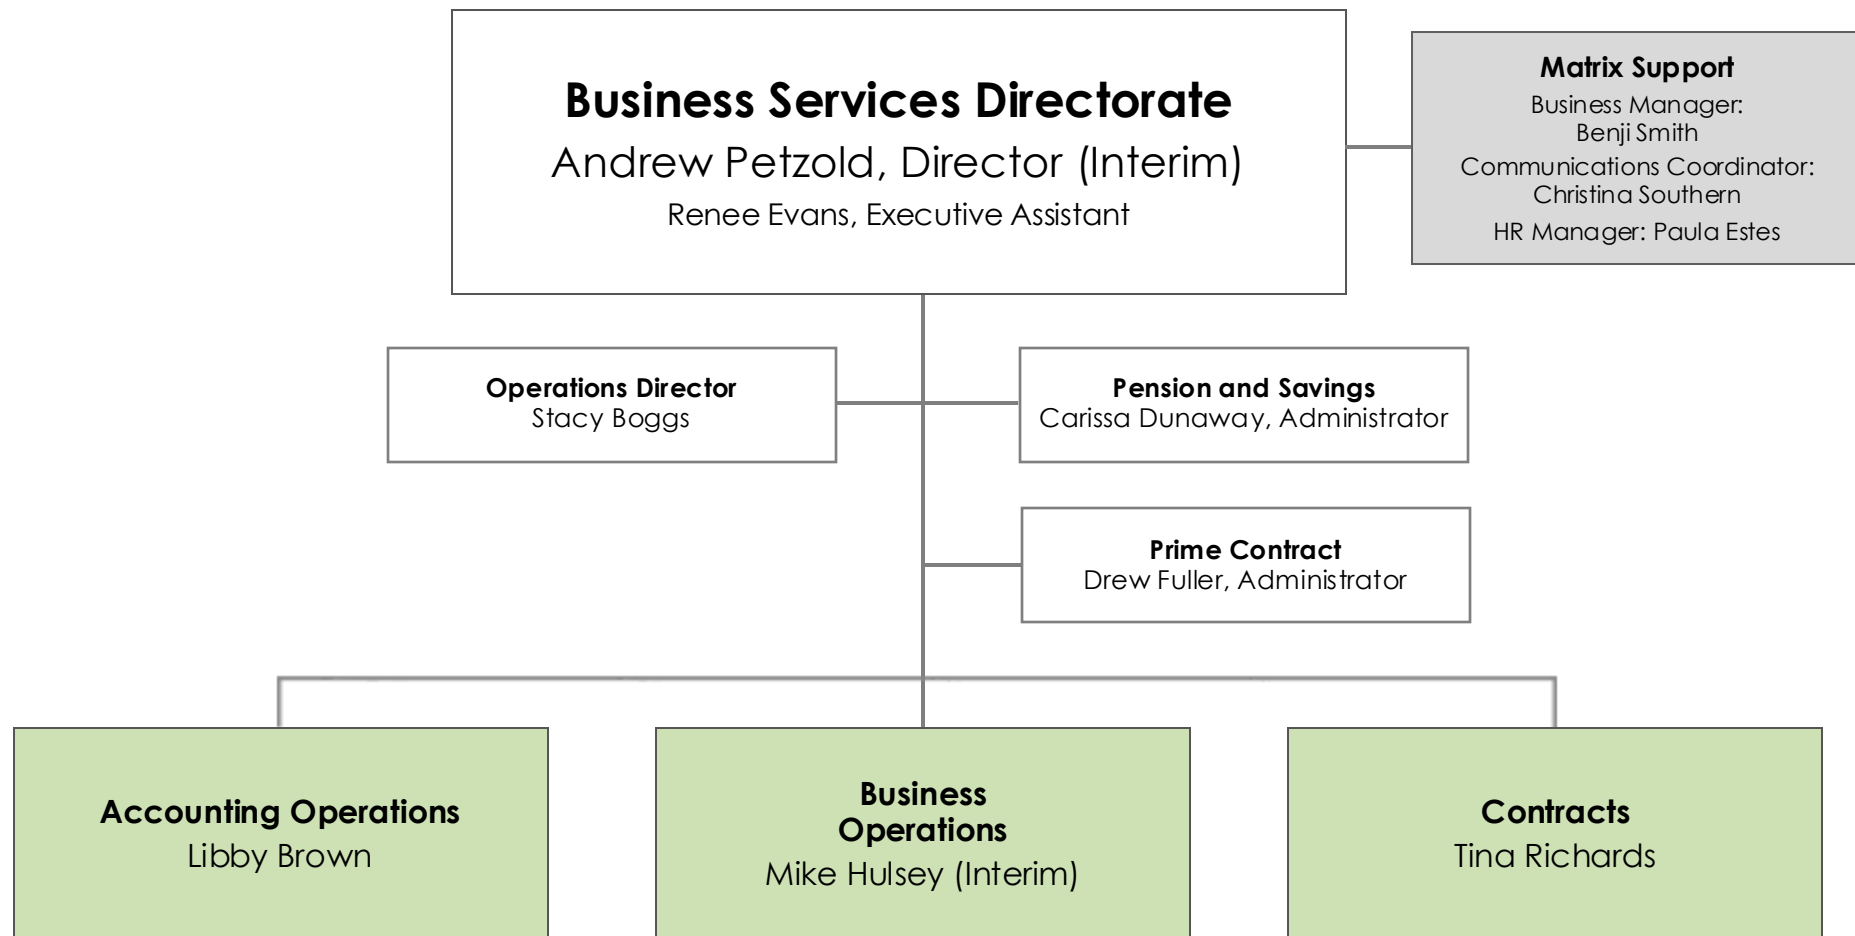 Business Services Directorate
Andrew Petzold, Director (Interim)
Renee Evans, Executive Assistant
Matrix Support
Business Manager:
Benji Smith
Communications Coordinator:
Christina Southern
HR Manager: Paula Estes
Operations Director
Stacy Boggs
Pension and Savings
Carissa Dunaway, Administrator
Prime Contract
Drew Fuller, Administrator
Accounting Operations
Libby Brown
Business
Operations
Mike Hulsey (Interim)
Contracts
Tina Richards